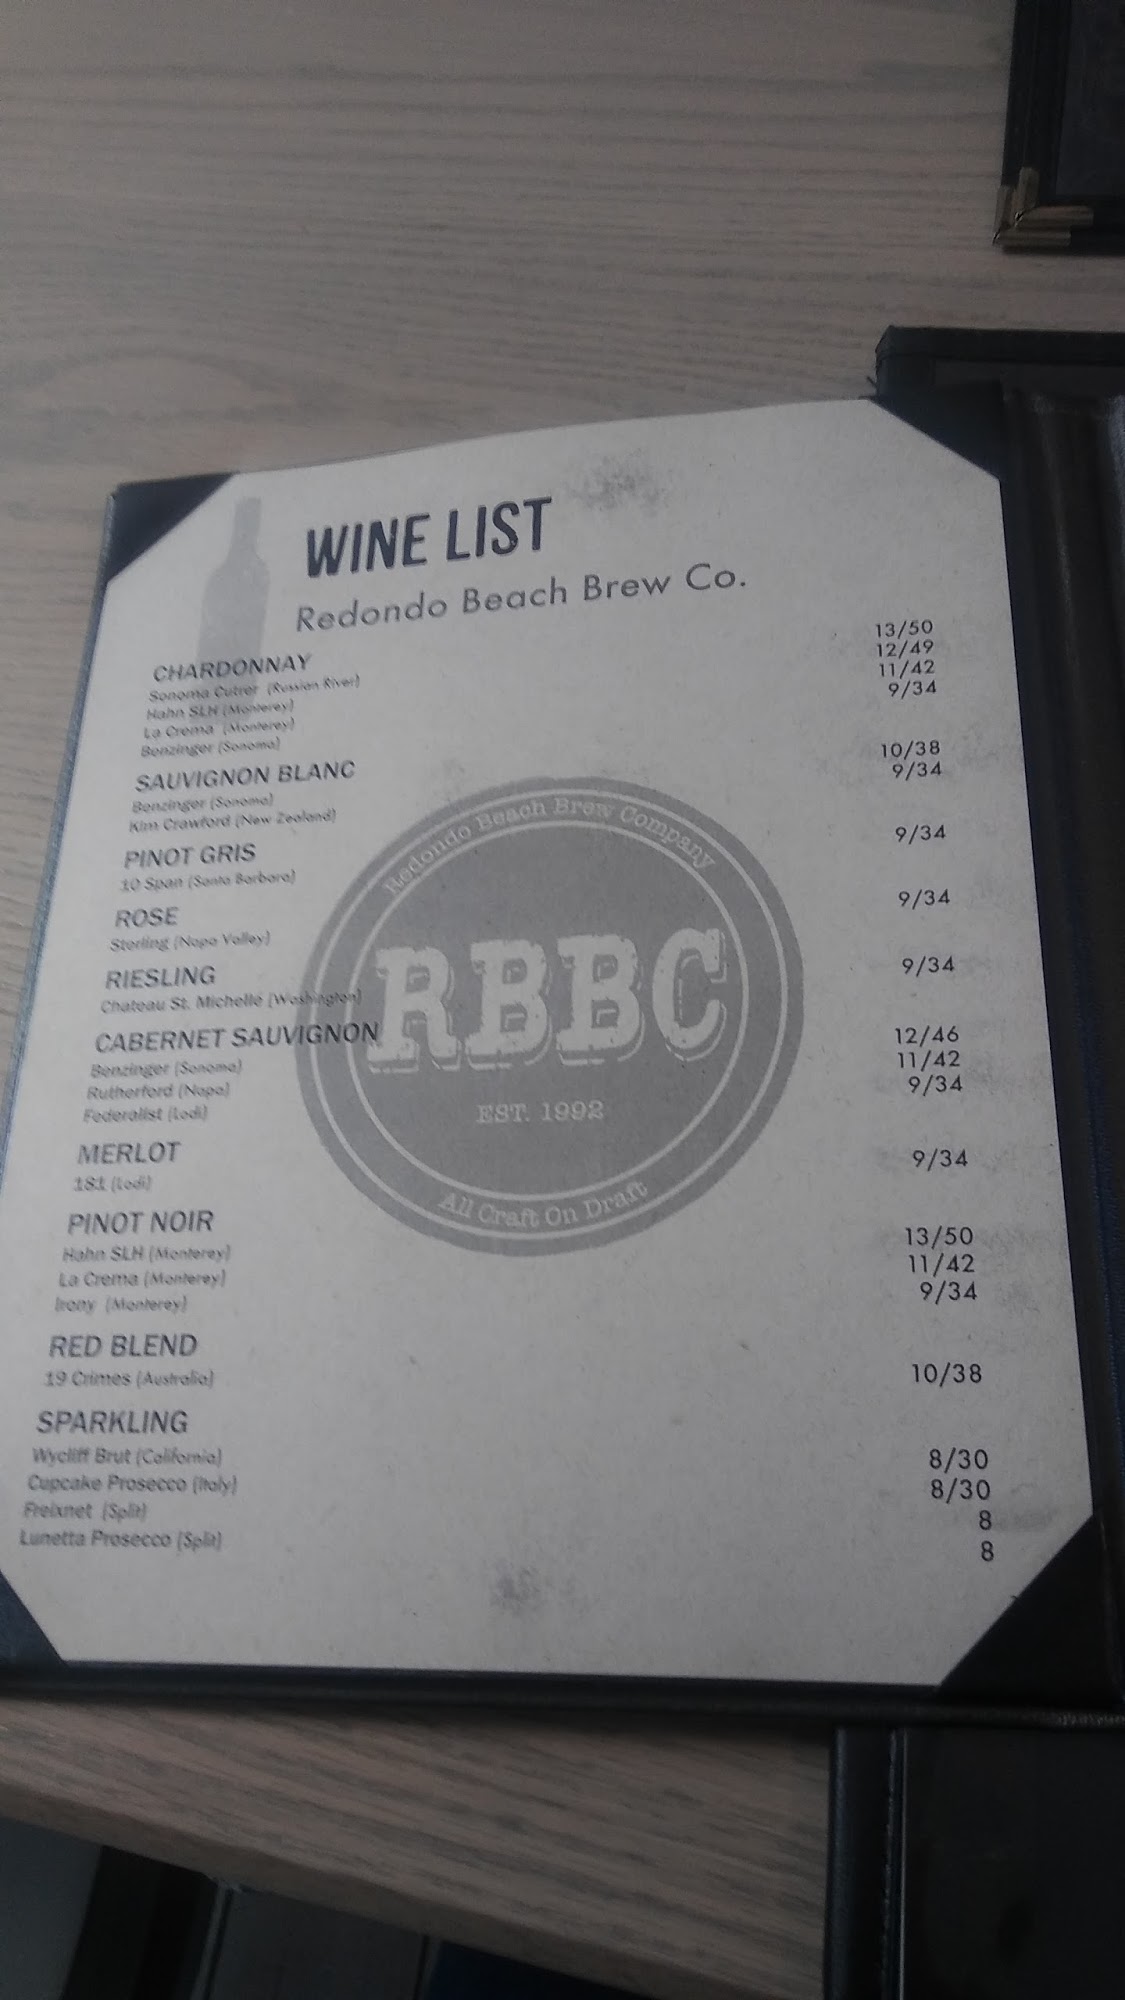 WINE LIST
Redondo Beach Brew Co.
CHARDONNAY
Sonoma Cutrer (Russian River) 13/50
Hahn SLH (Monterey) 12/49
La Crema (Monterey) 11/42
Benzinger (Sonoma) 9/34
SAUVIGNON BLANC
Benzinger (Sonoma) 10/38
Kim Crawford (New Zealand) 9/34
PINOT GRIS
10 Span (Santa Barbara) 9/34
ROSE
Sterling (Napa Valley) 9/34
RIESLING
Chateau St. Michelle (Washington) 9/34
CABERNET SAUVIGNON
Benzinger (Sonoma) 12/46
Rutherford (Napa) 11/42
Federalist (Lodi) 9/34
MERLOT
181 (Lodi) 9/34
PINOT NOIR
Hahn SLH (Monterey) 13/50
La Crema (Monterey) 11/42
Irony (Monterey) 9/34
RED BLEND
19 Crimes (Australia) 10/38
SPARKLING
Wycliff Brut (California) 8/30
Cupcake Prosecco (Italy) 8/30
Freixnet (Split) 8
Lunetta Prosecco (Split) 8
Redondo Beach Brew Company
RBBC
EST. 1992
All Craft On Draft